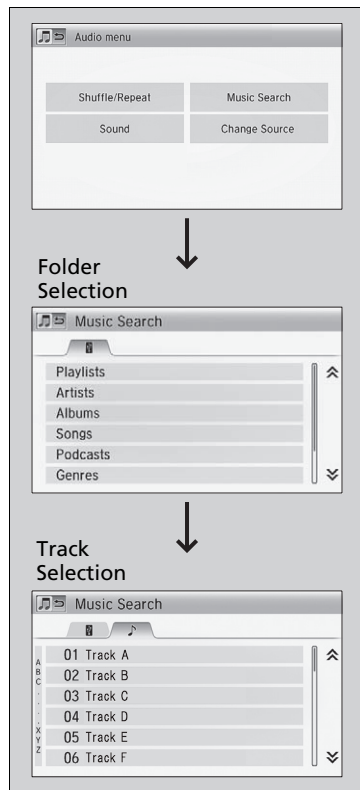 Audio menu
Shuffle/Repeat Music Search
Sound Change Source
Folder
Selection
Music Search
Playlists
Artists
Albums
Songs
Podcasts
Genres
Track
Selection
Music Search
A
B
C
X
Y
Z
01 Track A
02 Track B
03 Track C
04 Track D
05 Track E
06 Track F